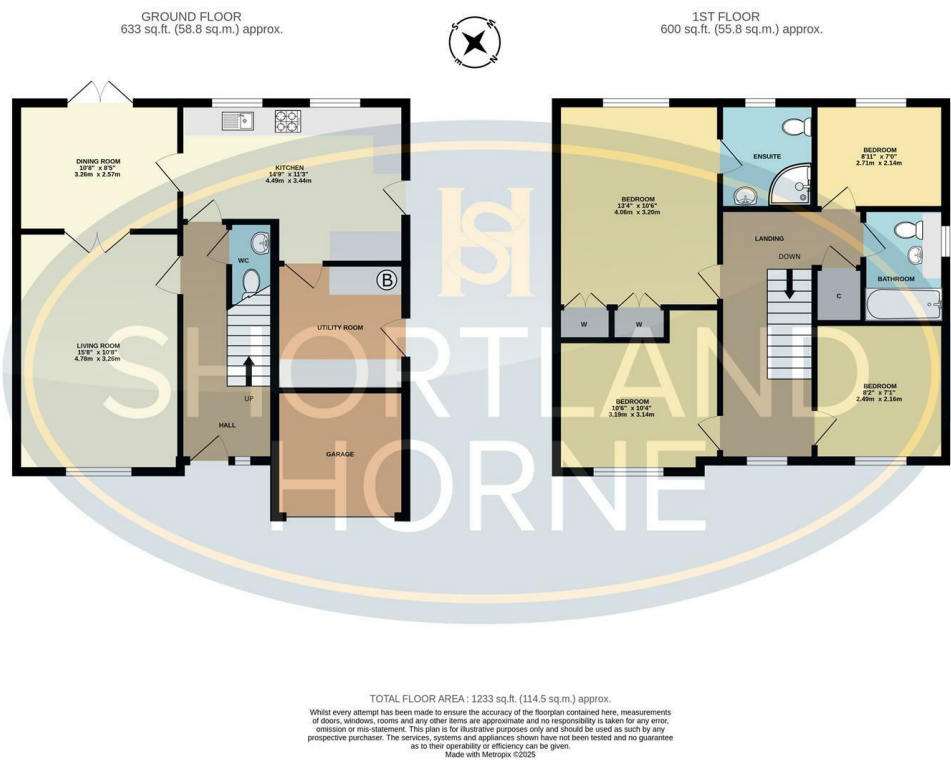 GROUND FLOOR
633 sq.ft. (58.8 sq.m.) approx.
1ST FLOOR
600 sq.ft. (55.8 sq.m.) approx.
S
W
E
N
DINING ROOM
10'8" x 8'5"
3.26m x 2.57m
KITCHEN
14'9" x 11'3"
4.49m x 3.44m
WC
LIVING ROOM
15'8" x 10'8"
4.78m x 3.26m
B
UTILITY ROOM
UP
HALL
GARAGE
BEDROOM
13'4" x 10'6"
4.06m x 3.20m
ENSUITE
BEDROOM
8'11" x 7'0"
2.71m x 2.14m
LANDING
DOWN
BATHROOM
C
W
W
BEDROOM
10'6" x 10'4"
3.19m x 3.14m
BEDROOM
8'2" x 7'1"
2.49m x 2.16m
SHORTLAND
HORNE
TOTAL FLOOR AREA : 1233 sq.ft. (114.5 sq.m.) approx.
Whilst every attempt has been made to ensure the accuracy of the floorplan contained here, measurements
of doors, windows, rooms and any other items are approximate and no responsibility is taken for any error,
omission or mis-statement. This plan is for illustrative purposes only and should be used as such by any
prospective purchaser. The services, systems and appliances shown have not been tested and no guarantee
as to their operability or efficiency can be given.
Made with Metropix ©2025